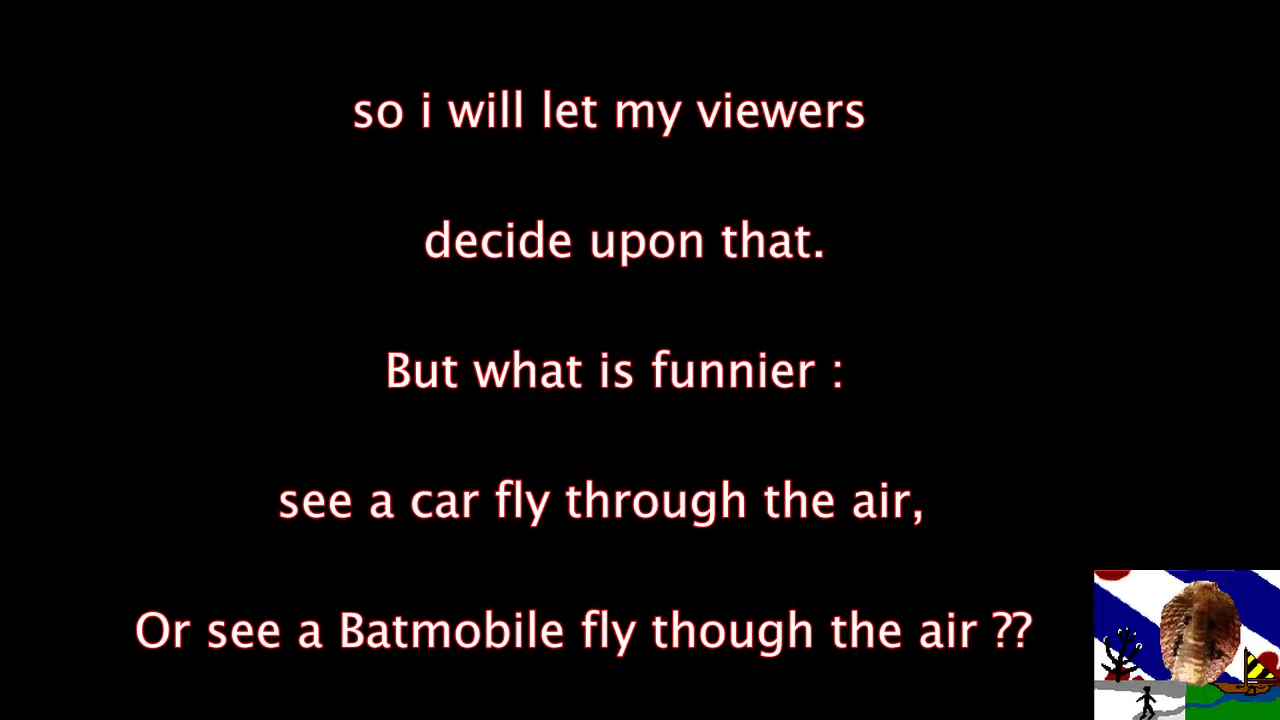 so i will let my viewers
decide upon that.
But what is funnier :
see a car fly through the air,
Or see a Batmobile fly though the air ??